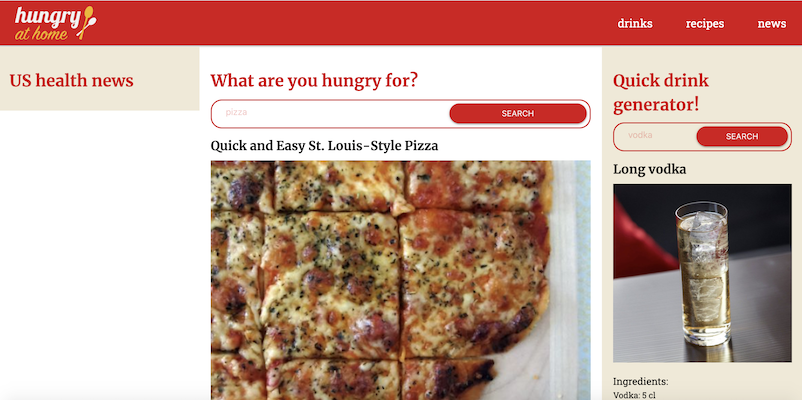 hungry
at home
drinks
recipes
news
US health news
What are you hungry for?
pizza
SEARCH
Quick and Easy St. Louis-Style Pizza
Quick drink
generator!
vodka
SEARCH
Long vodka
Ingredients:
Vodka: 5 cl